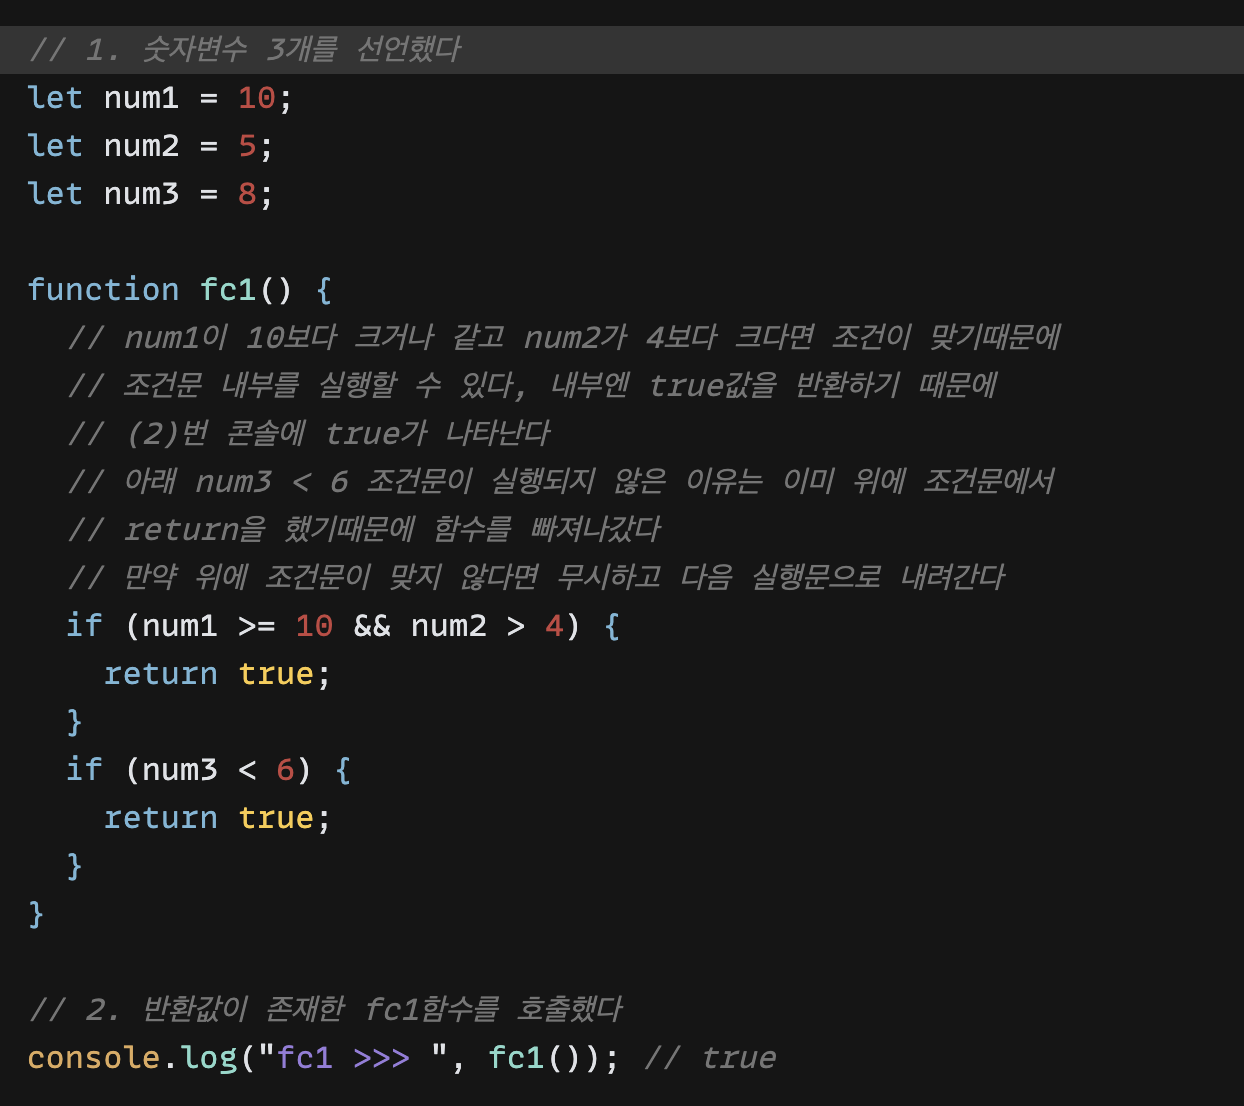 // 1. 숫자변수 3개를 선언했다
let num1 = 10;
let num2 = 5;
let num3 = 8;
function fc1() {
// num1이 10보다 크거나 같고 num2가 4보다 크다면 조건이 맞기때문에
// 조건문 내부를 실행할 수 있다, 내부엔 true값을 반환하기 때문에
// (2)번 콘솔에 true가 나타난다
// 아래 num3 < 6 조건문이 실행되지 않은 이유는 이미 위에 조건문에서
// return을 했기때문에 함수를 빠져나갔다
// 만약 위에 조건문이 맞지 않다면 무시하고 다음 실행문으로 내려간다
if (num1 >= 10 && num2 > 4) {
return true;
}
if (num3 < 6) {
return true;
}
}
// 2. 반환값이 존재한 fc1함수를 호출했다
console.log("fc1 >>> ", fc1()); // true